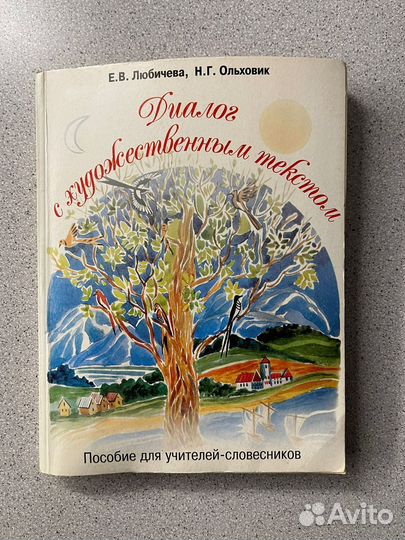 Е.В. Любичева, Н.Г. Ольховик
Диалог
с художественным текстом
Пособие для учителей-словесников
Avito